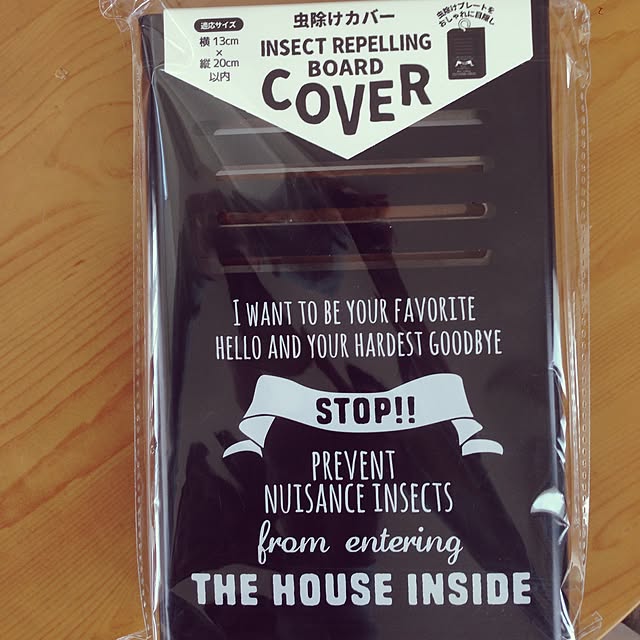 虫除けカバー
適応サイズ
横 13cm
×
縦 20cm
以内
虫除けプレートを
おしゃれに目隠し
INSECT REPELLING
BOARD
COVER
I WANT TO BE YOUR FAVORITE
HELLO AND YOUR HARDEST GOODBYE
STOP!!
PREVENT
NUISANCE INSECTS
from entering
THE HOUSE INSIDE